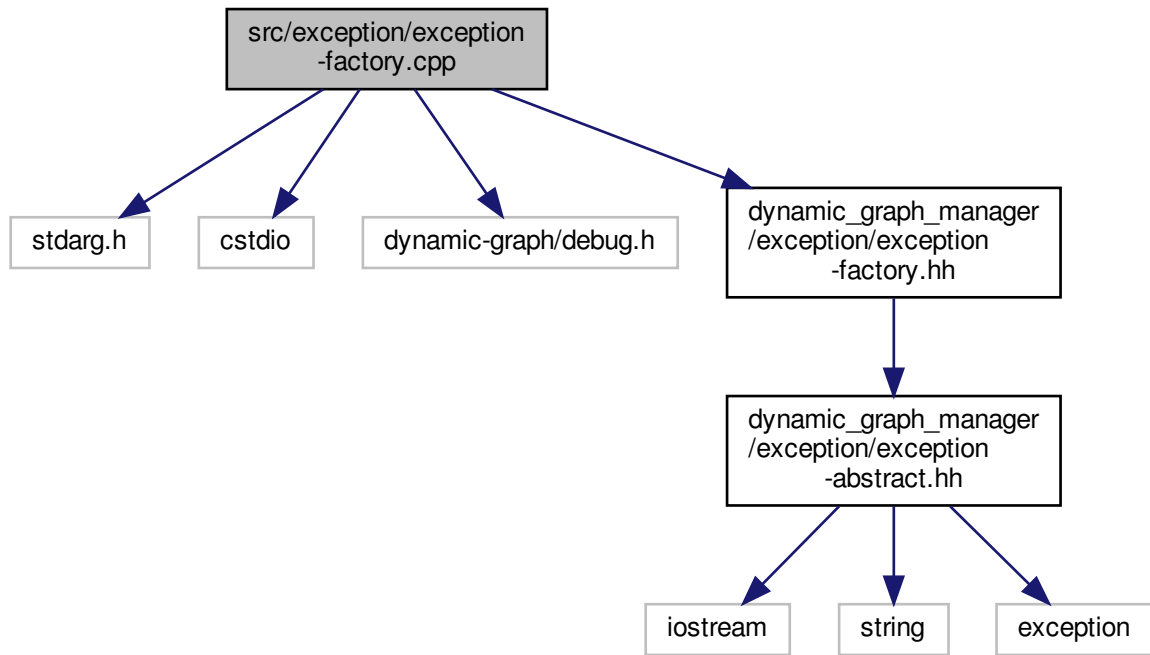 src/exception/exception
-factory.cpp
stdarg.h
cstdio
dynamic-graph/debug.h
dynamic_graph_manager
/exception/exception
-factory.hh
dynamic_graph_manager
/exception/exception
-abstract.hh
iostream
string
exception